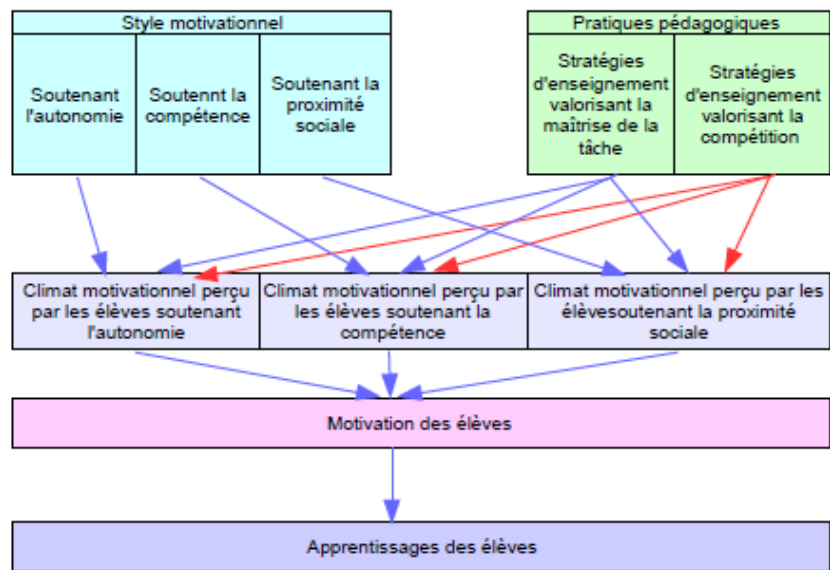 Style motivationnel
Soutenant
l'autonomie
Soutennt la
compétence
Soutenant la
proximité
sociale
Pratiques pédagogiques
Stratégies
d'enseignement
valorisant la
maîtrise de la
tâche
Stratégies
d'enseignement
valorisant la
compétition
Climat motivationnel perçu
par les élèves soutenant
l'autonomie
Climat motivationnel perçu par
les élèves soutenant la
compétence
Climat motivationnel perçu par les
élèvesoutenant la proximité
sociale
Motivation des élèves
Apprentissages des élèves